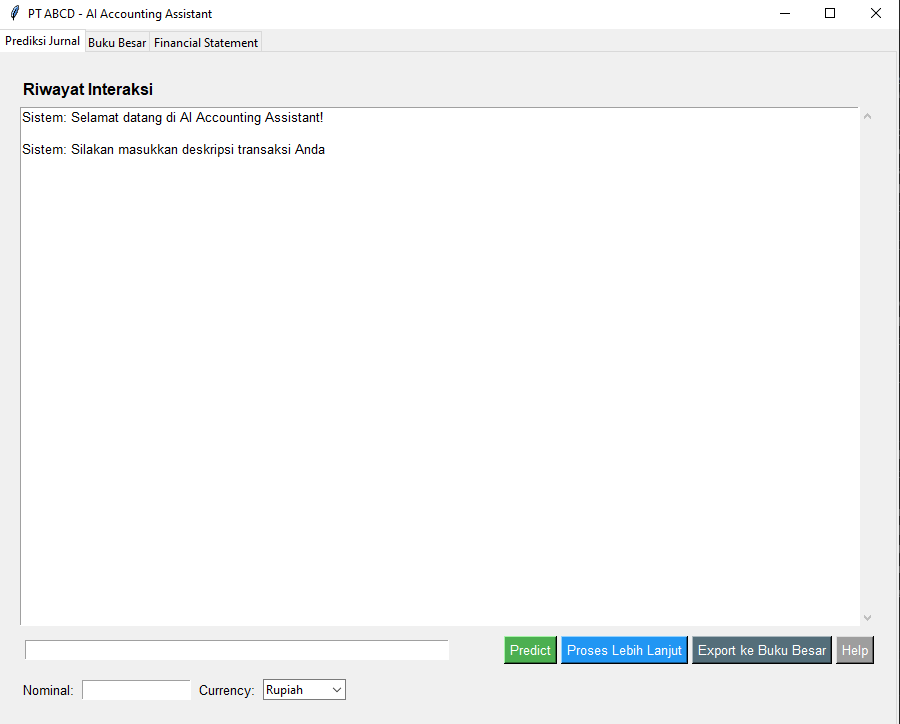 PT ABCD - AI Accounting Assistant
Prediksi Jurnal Buku Besar Financial Statement
Riwayat Interaksi
Sistem: Selamat datang di AI Accounting Assistant!
Sistem: Silakan masukkan deskripsi transaksi Anda
Predict Proses Lebih Lanjut Export ke Buku Besar Help
Nominal: Currency: Rupiah